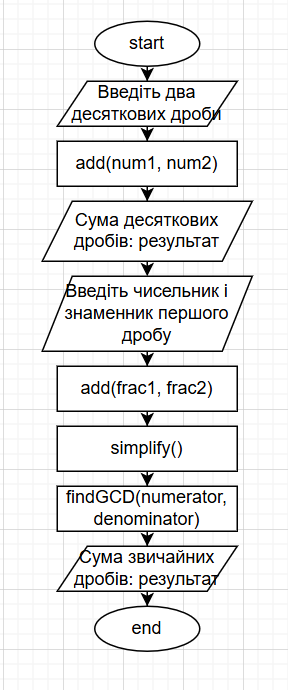 start
Введіть два
десяткових дроби
add(num1, num2)
Сума десяткових
дробів: результат
Введіть чисельник і
знаменник першого
дробу
add(frac1, frac2)
simplify()
findGCD(numerator,
denominator)
Сума звичайних
дробів: результат
end